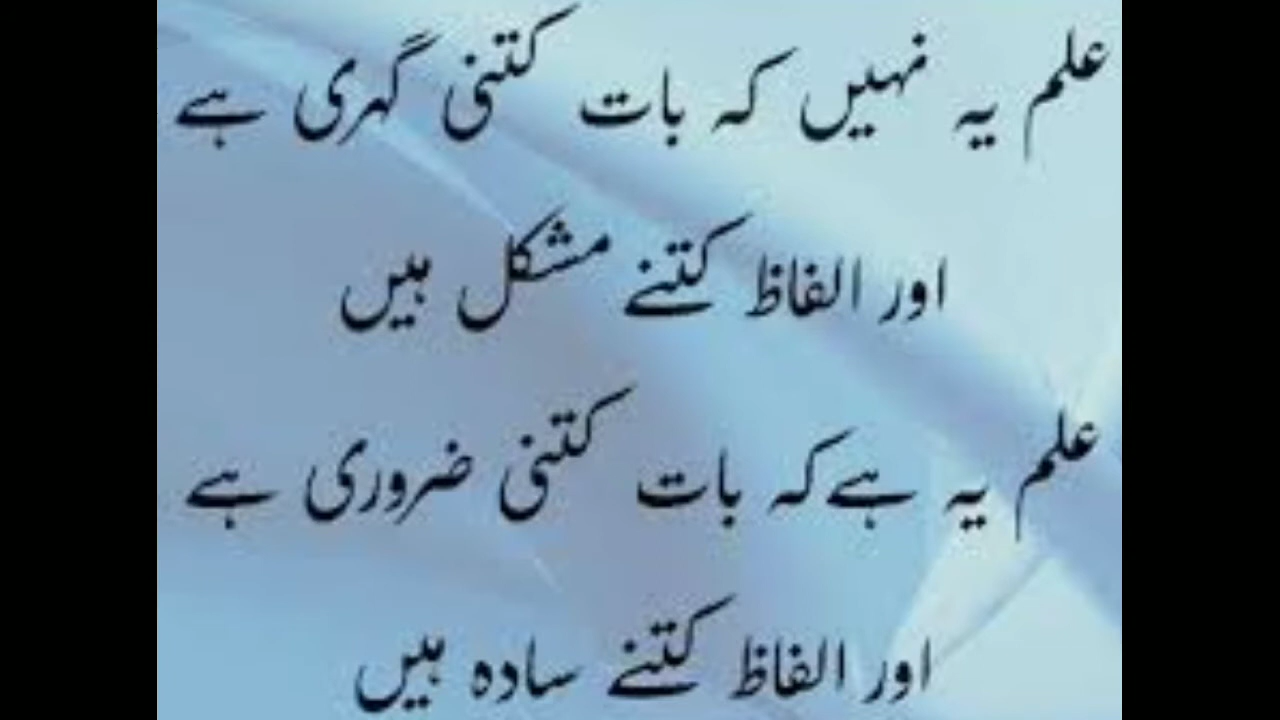 علم یہ نہیں کہ بات کتنی گہری ہے
اور الفاظ کتنے مشکل ہیں
علم یہ ہے کہ بات کتنی ضروری ہے
اور الفاظ کتنے سادہ ہیں